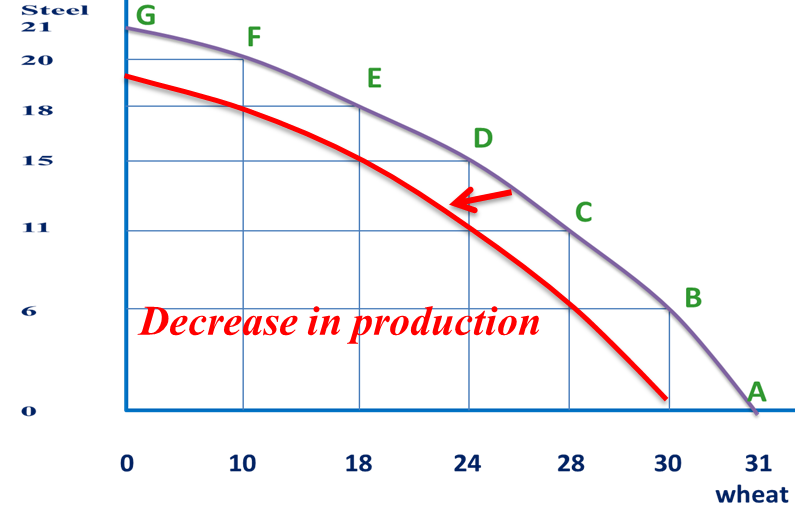 Steel
21
G
20
F
18
E
15
D
11
C
6
B
Decrease in production
0
A
0 10 18 24 28 30 31
wheat